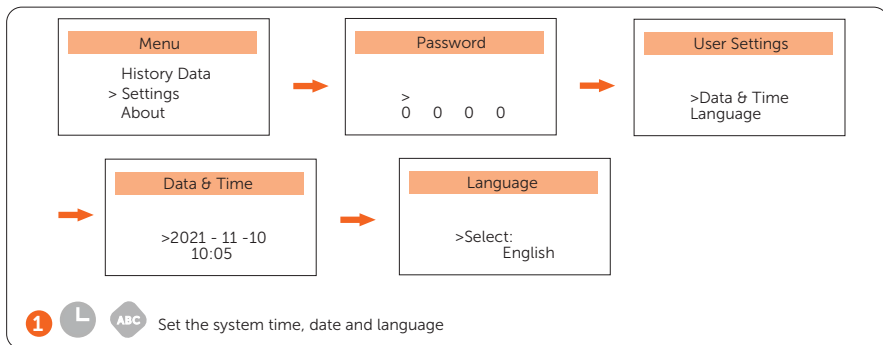 Menu
History Data
> Settings
About
Password
>
0 0 0 0
User Settings
>Data & Time
Language
Data & Time
>2021 - 11 -10
10:05
Language
>Select:
English
1 ABC Set the system time, date and language